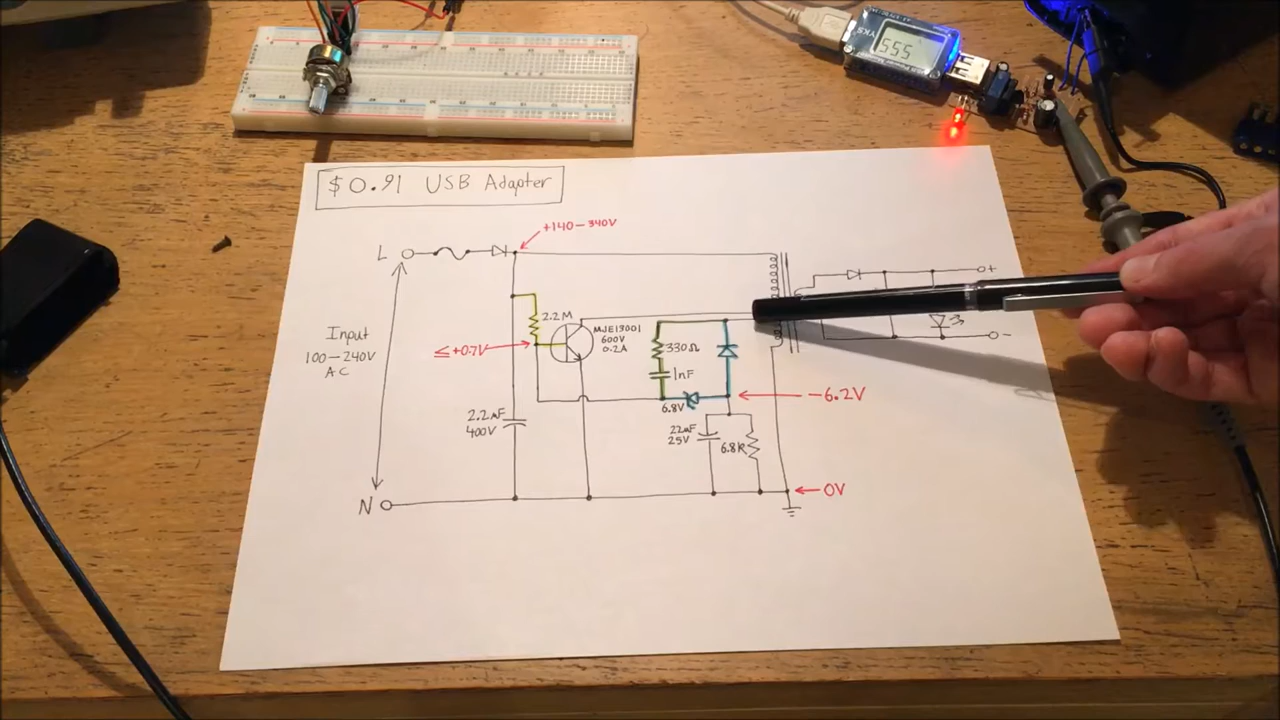 $0.91 USB Adapter
+140-340V
L
2.2M
MJE13001
600V
0.2A
Input
100-240V
AC
≤+0.7V
330Ω
1nF
6.8V
-6.2V
2.2uF
400V
22uF
25V
6.8K
0V
N
+
-
555
YKS